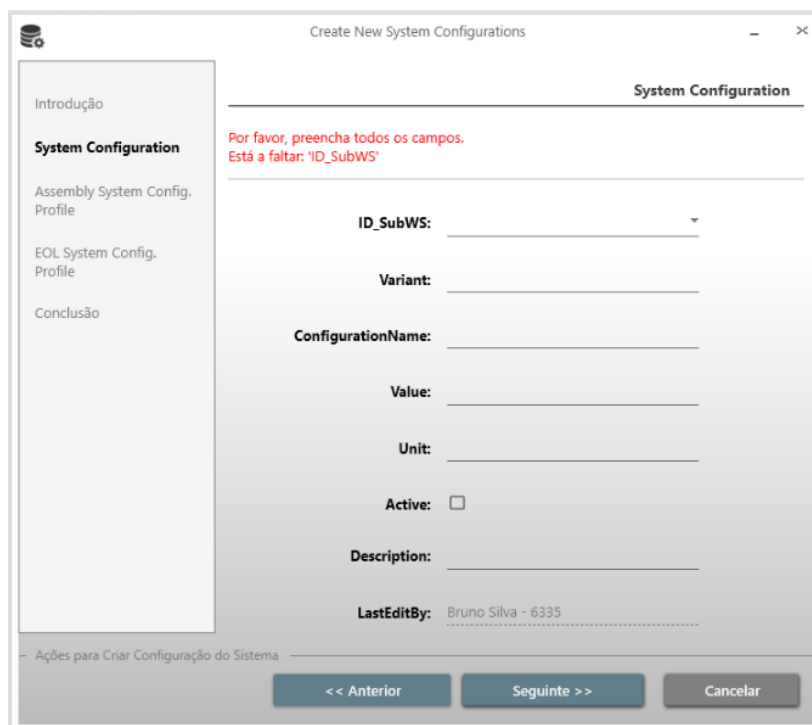 Create New System Configurations
Introdução
System Configuration
Assembly System Config.
Profile
EOL System Config.
Profile
Conclusão
System Configuration
Por favor, preencha todos os campos.
Está a faltar: 'ID_SubWS'
ID_SubWS:
Variant:
ConfigurationName:
Value:
Unit:
Active:
Description:
LastEditBy: Bruno Silva - 6335
Ações para Criar Configuração do Sistema
<< Anterior
Seguinte >>
Cancelar